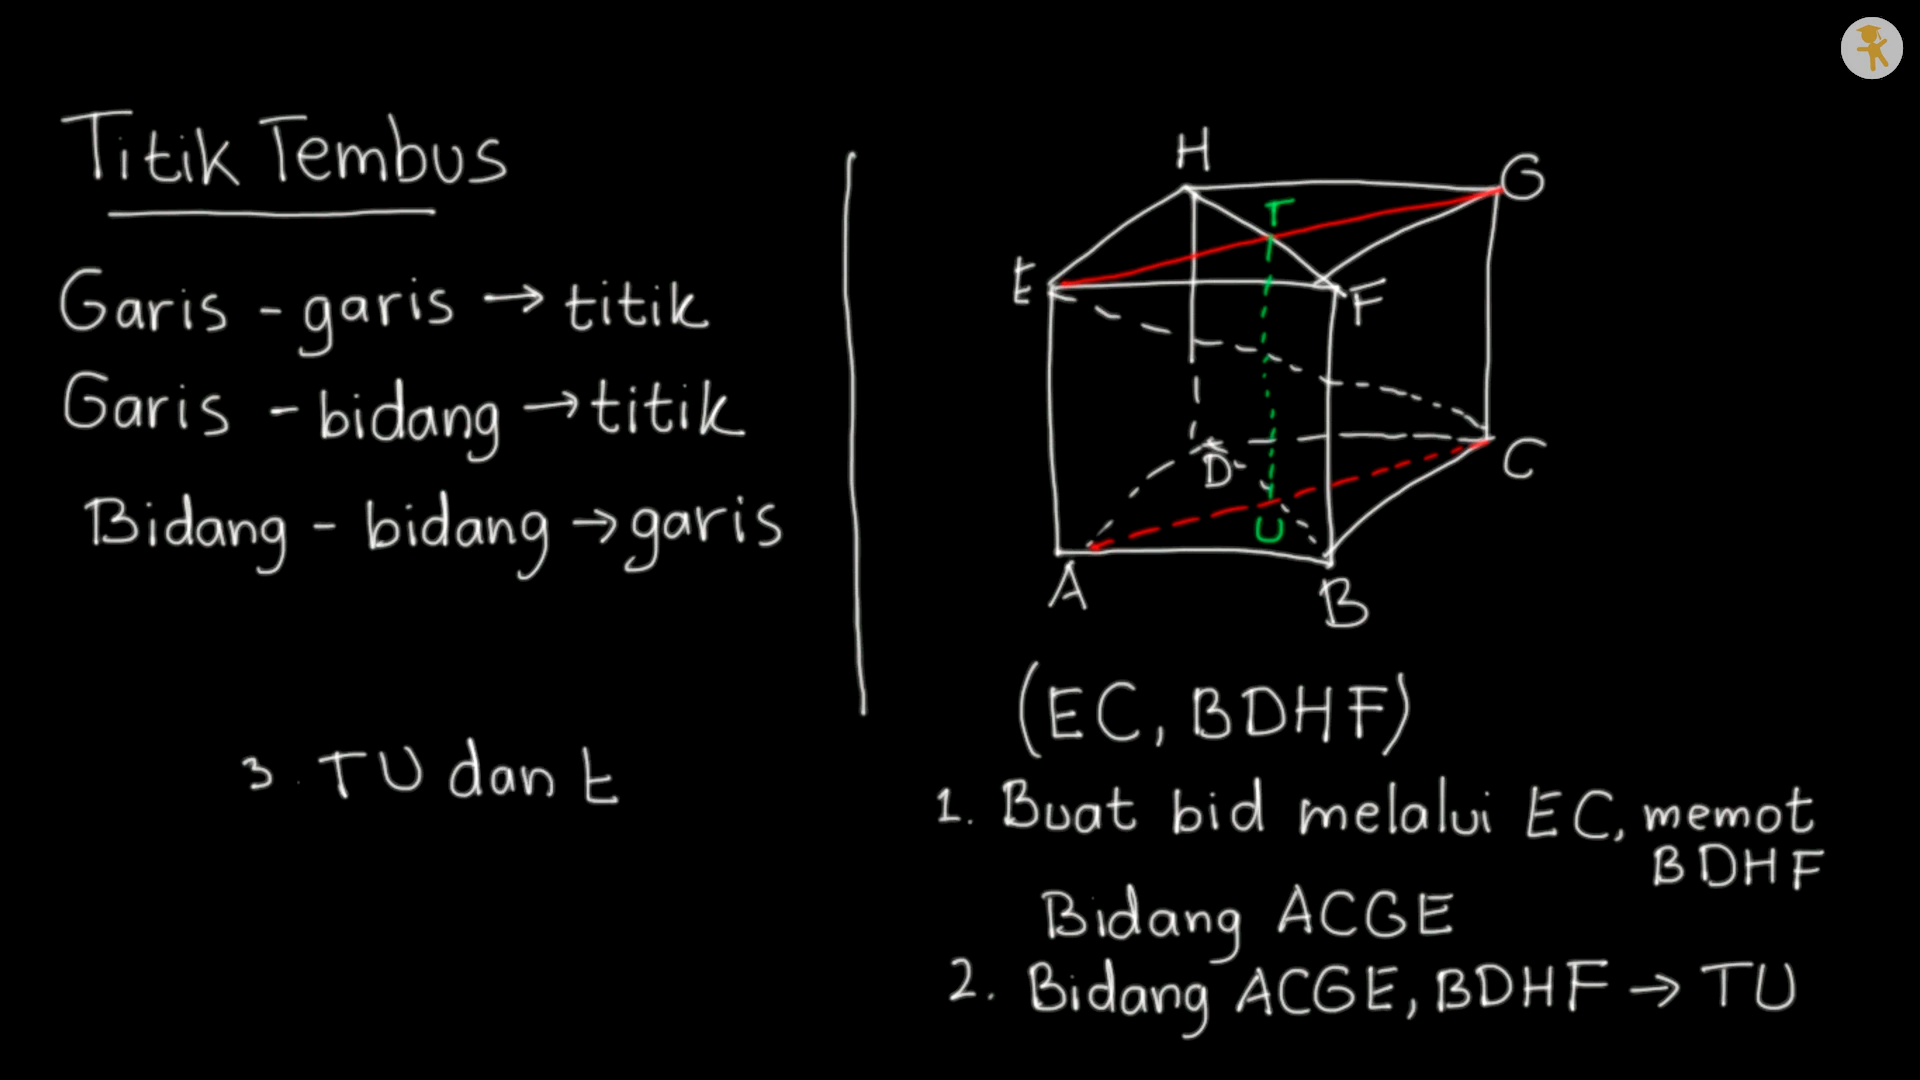 Titik Tembus
Garis - garis → titik
Garis - bidang → titik
Bidang - bidang → garis
3. TU dan t
H
G
T
E
F
D
C
U
A
B
(EC, BDHF)
1. Buat bid melalui EC, memot
BDHF
Bidang ACGE
2. Bidang ACGE, BDHF → TU